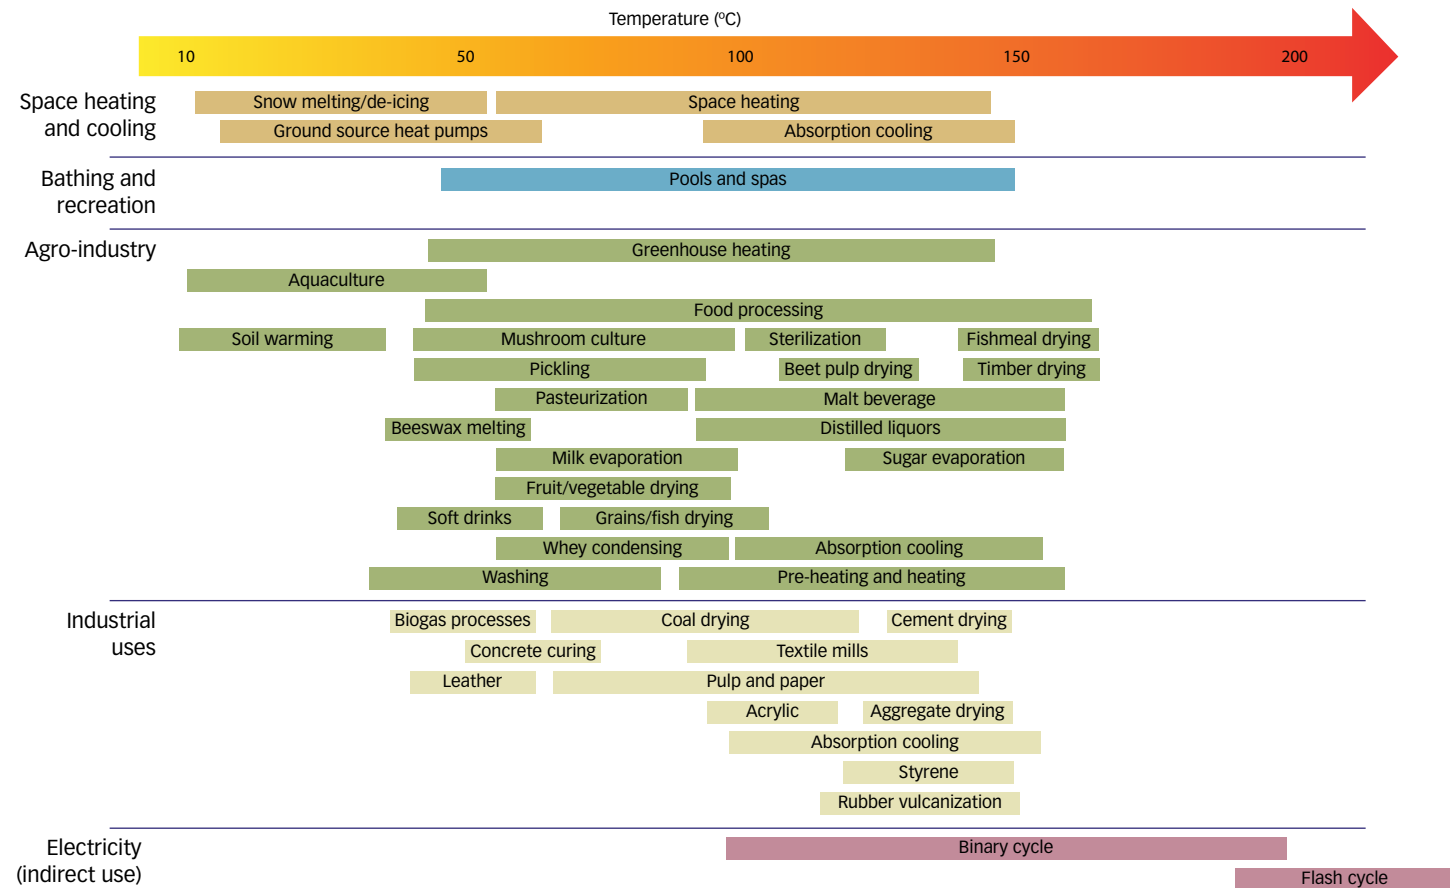 Temperature (ºC)
10 50 100 150 200
Space heating
and cooling
Snow melting/de-icing
Space heating
Ground source heat pumps
Absorption cooling
Bathing and
recreation
Pools and spas
Agro-industry
Greenhouse heating
Aquaculture
Food processing
Soil warming
Mushroom culture
Sterilization
Fishmeal drying
Pickling
Beet pulp drying
Timber drying
Pasteurization
Malt beverage
Beeswax melting
Distilled liquors
Milk evaporation
Sugar evaporation
Fruit/vegetable drying
Soft drinks
Grains/fish drying
Whey condensing
Absorption cooling
Washing
Pre-heating and heating
Industrial
uses
Biogas processes
Coal drying
Cement drying
Concrete curing
Textile mills
Leather
Pulp and paper
Acrylic
Aggregate drying
Absorption cooling
Styrene
Rubber vulcanization
Electricity
(indirect use)
Binary cycle
Flash cycle